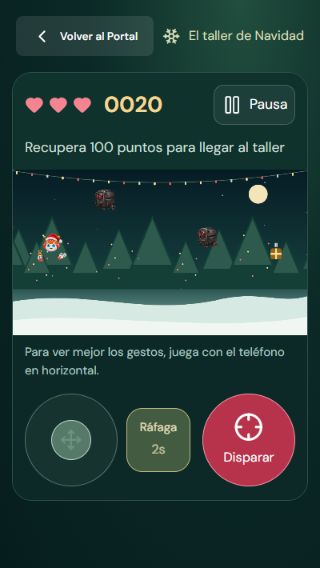 Volver al Portal
El taller de Navidad
0020
Pausa
Recupera 100 puntos para llegar al taller
Para ver mejor los gestos, juega con el teléfono
en horizontal.
Ráfaga
2s
Disparar